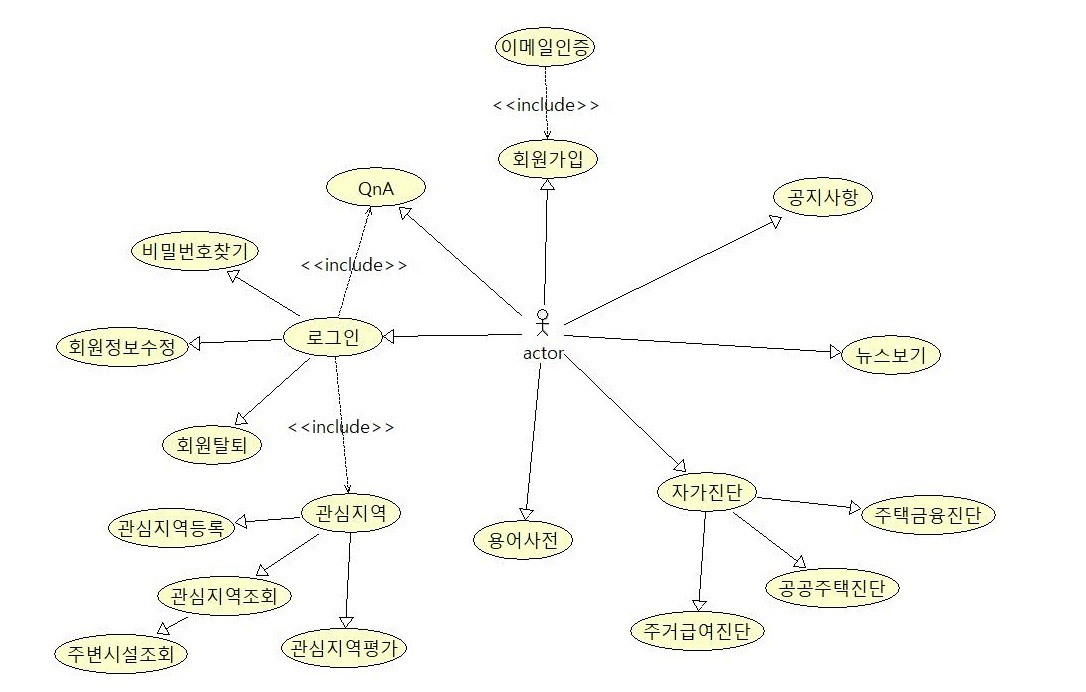 이메일인증
<<include>>
회원가입
QnA
공지사항
비밀번호찾기
<<include>>
회원정보수정
로그인
actor
뉴스보기
<<include>>
회원탈퇴
자가진단
관심지역
주택금융진단
관심지역등록
용어사전
공공주택진단
관심지역조회
주거급여진단
관심지역평가
주변시설조회